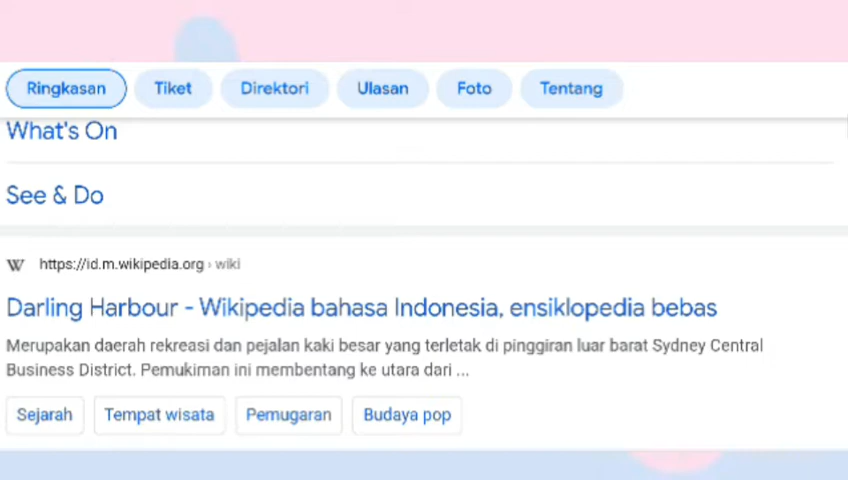 Ringkasan Tiket Direktori Ulasan Foto Tentang
What's On
See & Do
W https://id.m.wikipedia.org › wiki
Darling Harbour - Wikipedia bahasa Indonesia, ensiklopedia bebas
Merupakan daerah rekreasi dan pejalan kaki besar yang terletak di pinggiran luar barat Sydney Central
Business District. Pemukiman ini membentang ke utara dari ...
Sejarah Tempat wisata Pemugaran Budaya pop